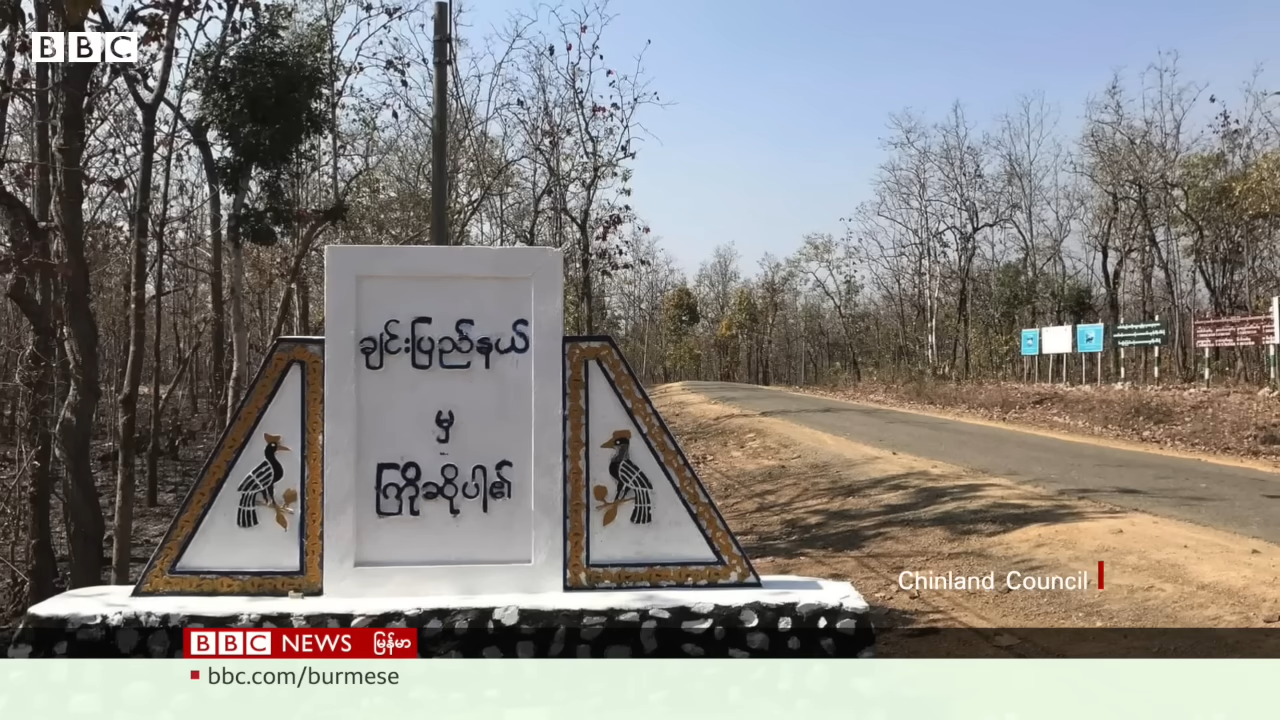 BBC
ချင်းပြည်နယ်
မှ
ကြိုဆိုပါ၏
Chinland Council
BBC NEWS မြန်မာ
bbc.com/burmese